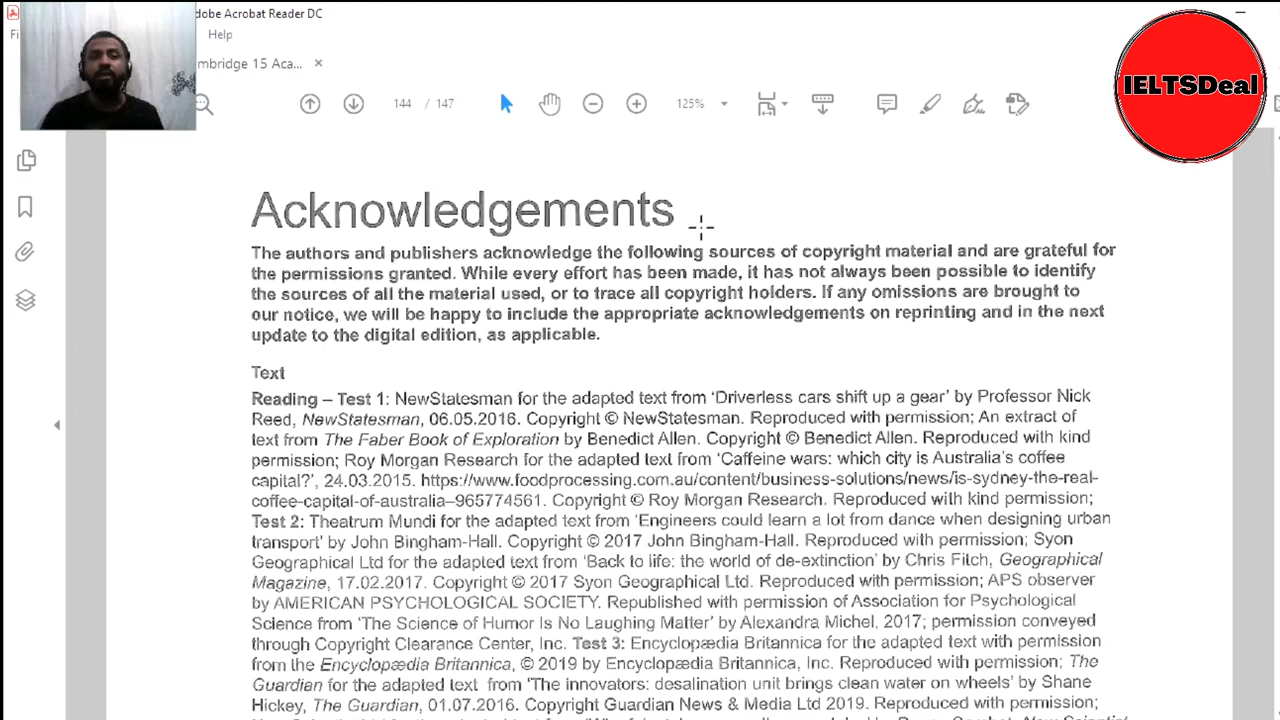 dobe Acrobat Reader DC
Help
mbridge 15 Aca...
144 / 147
125%
IELTSDeal
Acknowledgements
The authors and publishers acknowledge the following sources of copyright material and are grateful for
the permissions granted. While every effort has been made, it has not always been possible to identify
the sources of all the material used, or to trace all copyright holders. If any omissions are brought to
our notice, we will be happy to include the appropriate acknowledgements on reprinting and in the next
update to the digital edition, as applicable.
Text
Reading – Test 1: NewStatesman for the adapted text from ‘Driverless cars shift up a gear’ by Professor Nick
Reed, NewStatesman, 06.05.2016. Copyright © NewStatesman. Reproduced with permission; An extract of
text from The Faber Book of Exploration by Benedict Allen. Copyright © Benedict Allen. Reproduced with kind
permission; Roy Morgan Research for the adapted text from ‘Caffeine wars: which city is Australia’s coffee
capital?’, 24.03.2015. https://www.foodprocessing.com.au/content/business-solutions/news/is-sydney-the-real-
coffee-capital-of-australia–965774561. Copyright © Roy Morgan Research. Reproduced with kind permission;
Test 2: Theatrum Mundi for the adapted text from ‘Engineers could learn a lot from dance when designing urban
transport’ by John Bingham-Hall. Copyright © 2017 John Bingham-Hall. Reproduced with permission; Syon
Geographical Ltd for the adapted text from ‘Back to life: the world of de-extinction’ by Chris Fitch, Geographical
Magazine, 17.02.2017. Copyright © 2017 Syon Geographical Ltd. Reproduced with permission; APS observer
by AMERICAN PSYCHOLOGICAL SOCIETY. Republished with permission of Association for Psychological
Science from ‘The Science of Humor Is No Laughing Matter’ by Alexandra Michel, 2017; permission conveyed
through Copyright Clearance Center, Inc. Test 3: Encyclopædia Britannica for the adapted text with permission
from the Encyclopædia Britannica, © 2019 by Encyclopædia Britannica, Inc. Reproduced with permission; The
Guardian for the adapted text from ‘The innovators: desalination unit brings clean water on wheels’ by Shane
Hickey, The Guardian, 01.07.2016. Copyright Guardian News & Media Ltd 2019. Reproduced with permission;